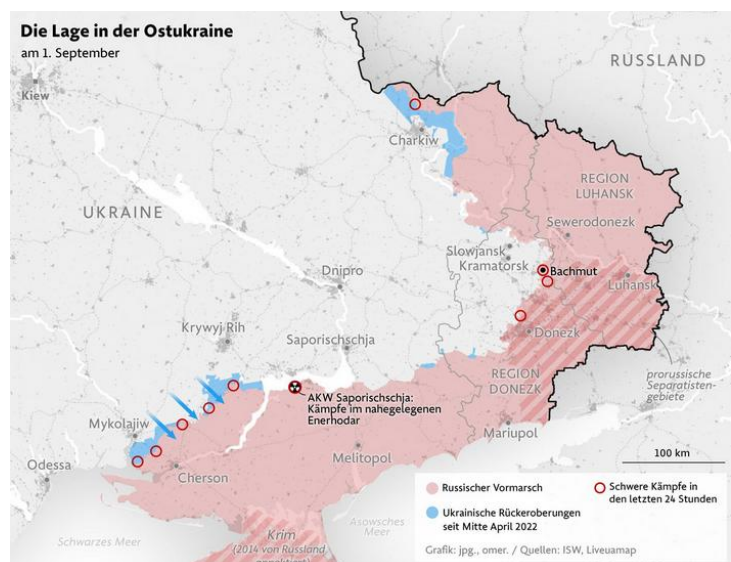 Die Lage in der Ostukraine
am 1. September
RUSSLAND
Kiew
Charkiw
REGION
LUHANSK
UKRAINE
Sewerodonezk
Slowjansk
Kramatorsk
Bachmut
Dnipro
Luhansk
Krywyj Rih
Saporischschja
Donezk
prorussische
Separatisten-
gebiete
REGION
DONEZK
AKW Saporischschja:
Kämpfe im nahegelegenen
Enerhodar
Mykolajiw
Mariupol
Melitopol
100 km
Odessa
Cherson
Russischer Vormarsch
Schwere Kämpfe in
den letzten 24 Stunden
Ukrainische Rückeroberungen
seit Mitte April 2022
Asowsches
Meer
Schwarzes Meer
Krim
(2014 von Russland
Grafik: jpg., omer. / Quellen: ISW, Liveuamap